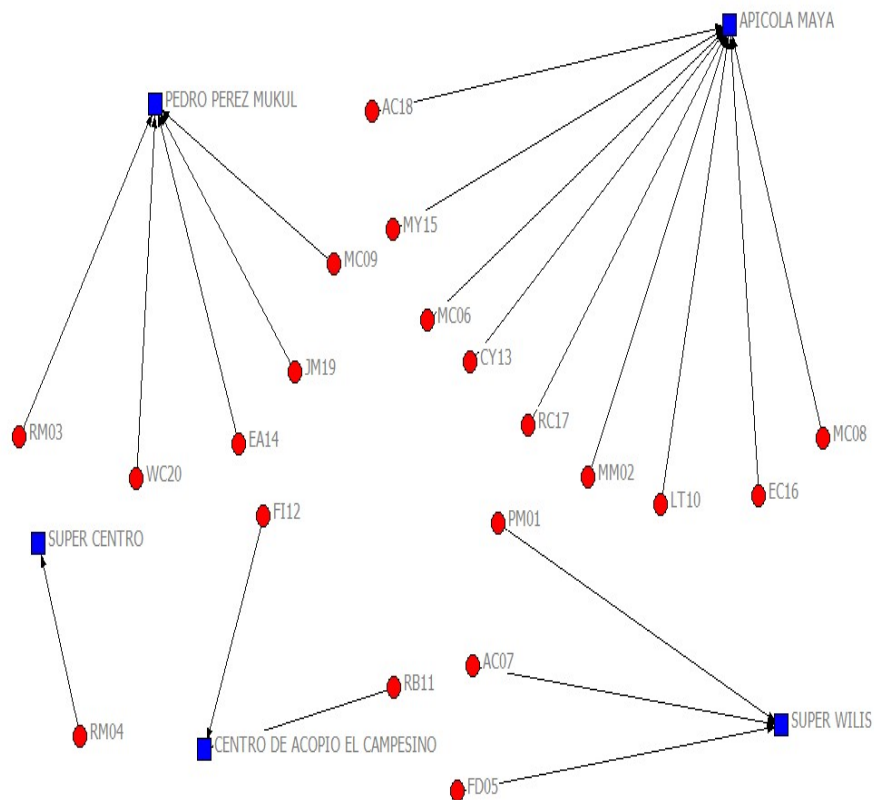 APICOLA MAYA
PEDRO PEREZ MUKUL
AC18
MY15
MC09
MC06
CY13
JM19
RC17
RM03
EA14
MC08
WC20
MM02
EC16
LT10
FI12
PM01
SUPER CENTRO
AC07
RB11
SUPER WILIS
RM04
CENTRO DE ACOPIO EL CAMPESINO
FD05